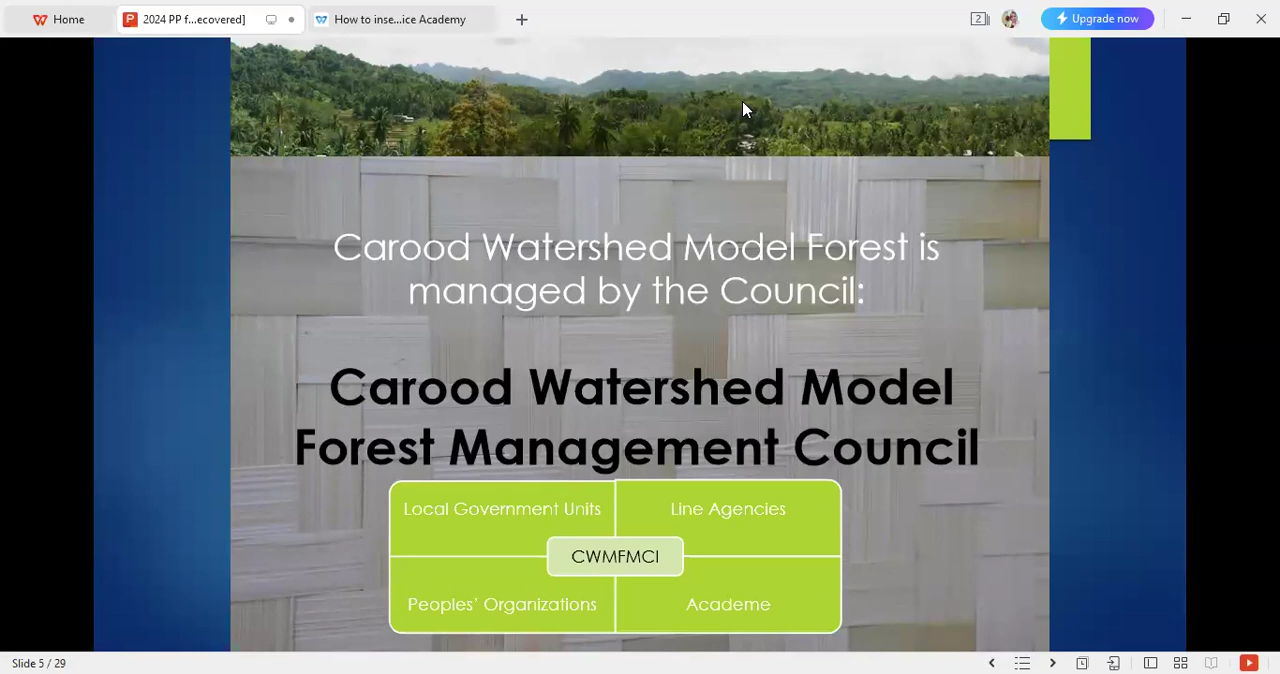 Home
2024 PP f...ecovered]
How to inse...ice Academy
2
Upgrade now
Carood Watershed Model Forest is
managed by the Council:
Carood Watershed Model
Forest Management Council
Local Government Units
Line Agencies
CWMFMCI
Peoples’ Organizations
Academe
Slide 5 / 29